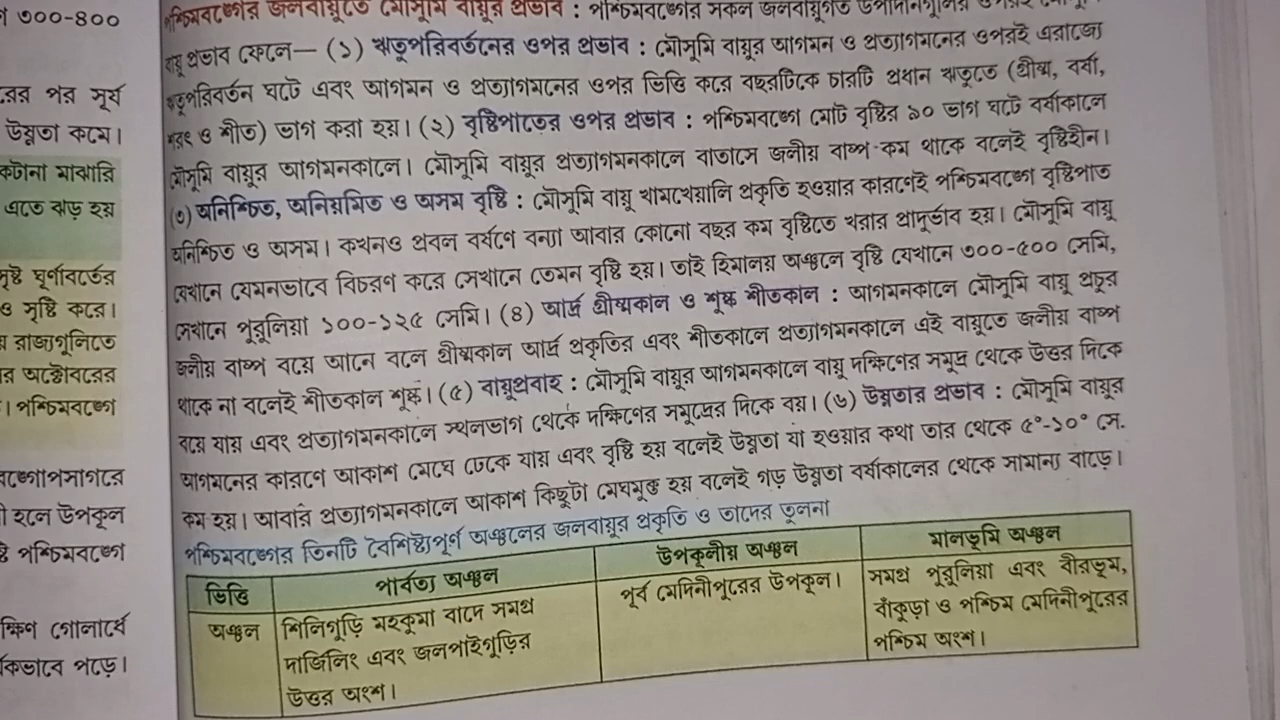 ৩০০-৪০০
রের পর সূর্য
উষ্ণতা কমে।
কটানা মাঝারি
এতে ঝড় হয়
সৃষ্ট ঘূর্ণাবর্তের
ও সৃষ্টি করে।
রাজ্যগুলিতে
র অক্টোবরের
। পশ্চিমবঙ্গে
বঙ্গোপসাগরে
হলে উপকূল
পশ্চিমবঙ্গে
ক্ষিণ গোলার্ধে
কিভাবে পড়ে।
পশ্চিমবঙ্গের জলবায়ুতে মৌসুমি বায়ুর প্রভাব : পশ্চিমবঙ্গের সকল জলবায়ুগত উপাদানগুলির ওপরই
বায়ু প্রভাব ফেলে— (১) ঋতুপরিবর্তনের ওপর প্রভাব : মৌসুমি বায়ুর আগমন ও প্রত্যাগমনের ওপরই এরাজ্যে
ঋতুপরিবর্তন ঘটে এবং আগমন ও প্রত্যাগমনের ওপর ভিত্তি করে বছরটিকে চারটি প্রধান ঋতুতে (গ্রীষ্ম, বর্ষা,
শরৎ ও শীত) ভাগ করা হয়। (২) বৃষ্টিপাতের ওপর প্রভাব : পশ্চিমবঙ্গে মোট বৃষ্টির ৯০ ভাগ ঘটে বর্ষাকালে
মৌসুমি বায়ুর আগমনকালে। মৌসুমি বায়ুর প্রত্যাগমনকালে বাতাসে জলীয় বাষ্প কম থাকে বলেই বৃষ্টিহীন।
(৩) অনিশ্চিত, অনিয়মিত ও অসম বৃষ্টি : মৌসুমি বায়ু খামখেয়ালি প্রকৃতি হওয়ার কারণেই পশ্চিমবঙ্গে বৃষ্টিপাত
অনিশ্চিত ও অসম। কখনও প্রবল বর্ষণে বন্যা আবার কোনো বছর কম বৃষ্টিতে খরার প্রাদুর্ভাব হয়। মৌসুমি বায়ু
যেখানে যেমনভাবে বিচরণ করে সেখানে তেমন বৃষ্টি হয়। তাই হিমালয় অঞ্চলে বৃষ্টি যেখানে ৩০০-৫০০ সেমি,
সেখানে পুরুলিয়া ১০০-১২৫ সেমি। (৪) আর্দ্র গ্রীষ্মকাল ও শুষ্ক শীতকাল : আগমনকালে মৌসুমি বায়ু প্রচুর
জলীয় বাষ্প বয়ে আনে বলে গ্রীষ্মকাল আর্দ্র প্রকৃতির এবং শীতকালে প্রত্যাগমনকালে এই বায়ুতে জলীয় বাষ্প
থাকে না বলেই শীতকাল শুষ্ক। (৫) বায়ুপ্রবাহ : মৌসুমি বায়ুর আগমনকালে বায়ু দক্ষিণের সমুদ্র থেকে উত্তর দিকে
বয়ে যায় এবং প্রত্যাগমনকালে স্থলভাগ থেকে দক্ষিণের সমুদ্রের দিকে বয়। (৬) উষ্ণতার প্রভাব : মৌসুমি বায়ুর
আগমনের কারণে আকাশ মেঘে ঢেকে যায় এবং বৃষ্টি হয় বলেই উষ্ণতা যা হওয়ার কথা তার থেকে ৫°-১০° সে.
কম হয়। আবার প্রত্যাগমনকালে আকাশ কিছুটা মেঘমুক্ত হয় বলেই গড় উষ্ণতা বর্ষাকালের থেকে সামান্য বাড়ে।
পশ্চিমবঙ্গের তিনটি বৈশিষ্ট্যপূর্ণ অঞ্চলের জলবায়ুর প্রকৃতি ও তাদের তুলনা
ভিত্তি পার্বত্য অঞ্চল উপকূলীয় অঞ্চল মালভূমি অঞ্চল
অঞ্চল শিলিগুড়ি মহকুমা বাদে সমগ্র পূর্ব মেদিনীপুরের উপকূল। সমগ্র পুরুলিয়া এবং বীরভূম,
দার্জিলিং এবং জলপাইগুড়ির বাঁকুড়া ও পশ্চিম মেদিনীপুরের
উত্তর অংশ। পশ্চিম অংশ।